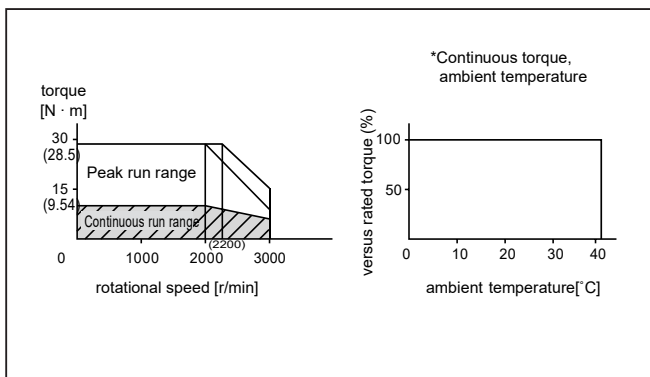 *Continuous torque,
ambient temperature
torque
[N · m]
30
(28.5)
Peak run range
15
(9.54)
Continuous run range
0
1000
2000
(2200)
3000
rotational speed [r/min]
versus rated torque (%)
100
50
0
10
20
30
40
ambient temperature[˚C]